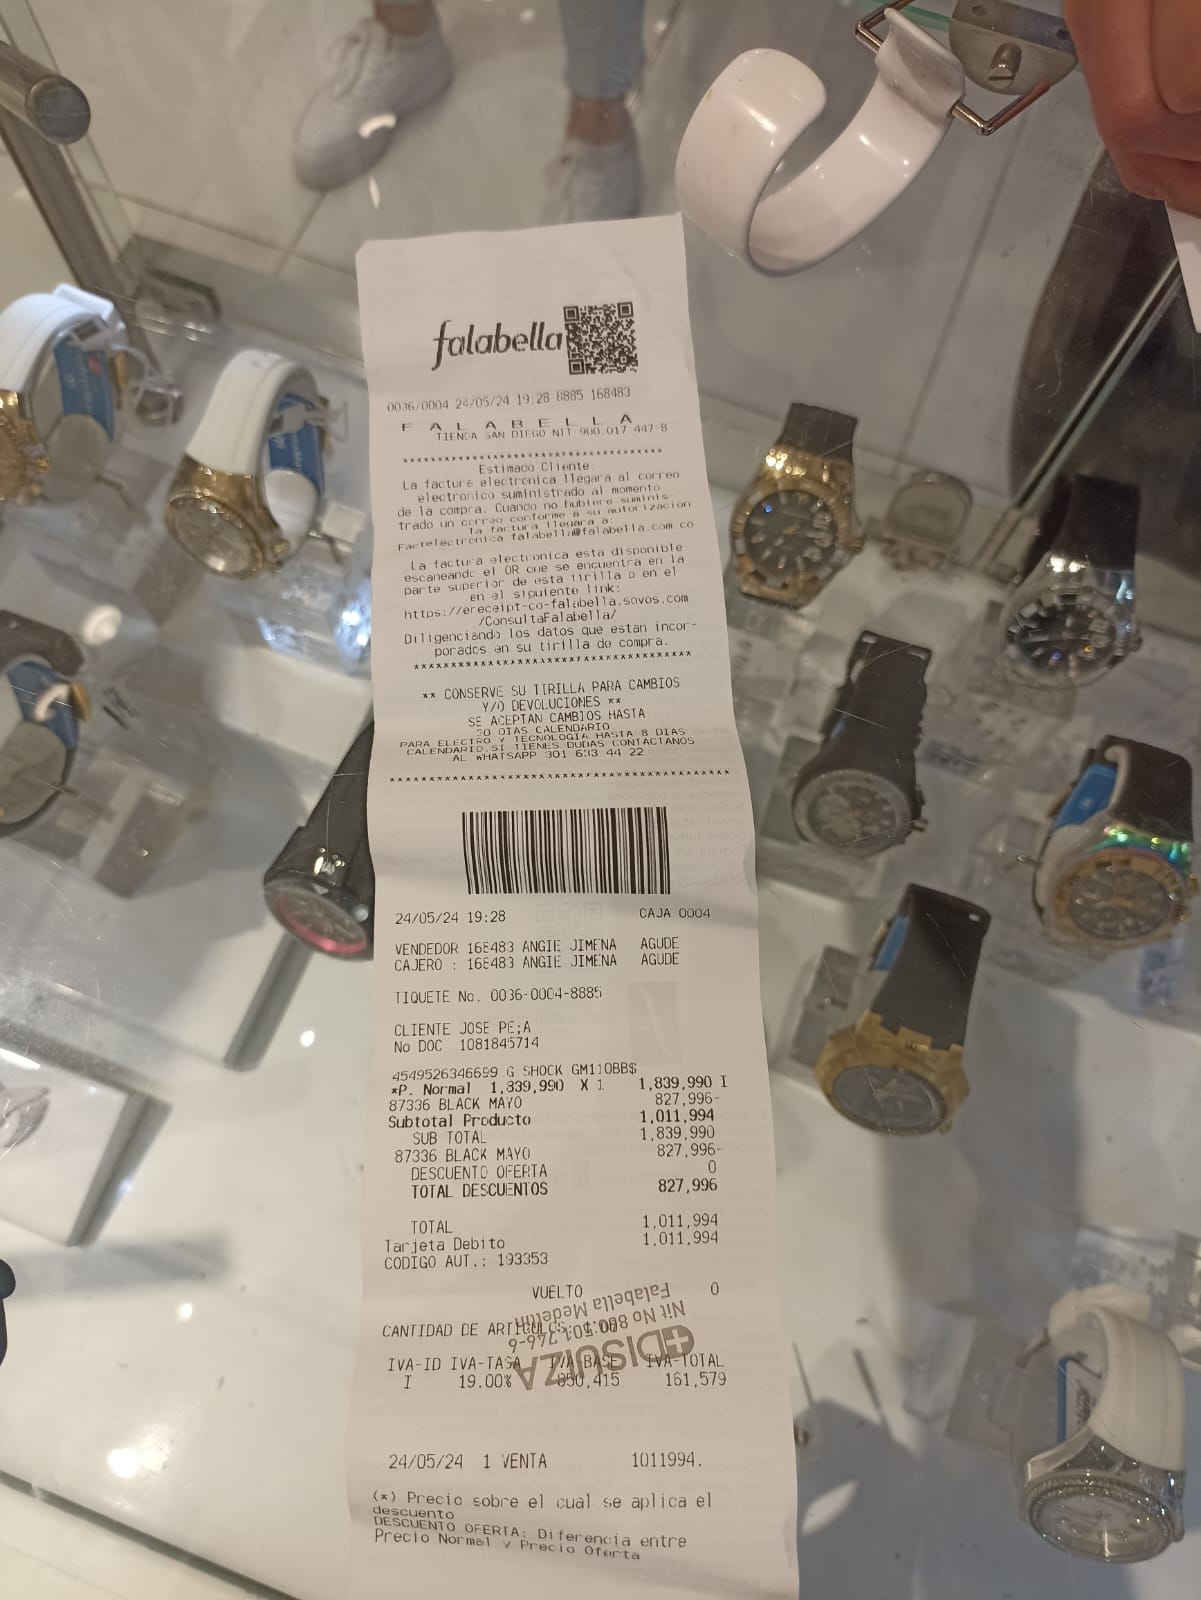 falabella
0036/0004 24/05/24 19:28 8885 168483
F A L A B E L L A
TIENDA SAN DIEGO NIT 900.017.447-8
************************************
Estimado Cliente:
La factura electronica llegara al correo
electronico suministrado al momento
de la compra. Cuando no hubiere suminis-
trado un correo conforme a su autorizacion
la factura llegara a:
Factelectronica falabella@falabella.com.co
La factura electronica esta disponible
escaneando el QR que se encuentra en la
parte superior de esta tirilla o en el
en el siguiente link:
https://ereceipt-co-falabella.sovos.com
/ConsultaFalabella/
Diligenciando los datos que estan incor-
porados en su tirilla de compra.
************************************
** CONSERVE SU TIRILLA PARA CAMBIOS
Y/O DEVOLUCIONES **
SE ACEPTAN CAMBIOS HASTA
30 DIAS CALENDARIO
PARA ELECTRO Y TECNOLOGIA HASTA 8 DIAS
CALENDARIO.SI TIENES DUDAS CONTACTANOS
AL WHATSAPP 301 633 44 22
********************************************
24/05/24 19:28 CAJA 0004
VENDEDOR 168483 ANGIE JIMENA AGUDE
CAJERO : 168483 ANGIE JIMENA AGUDE
TIQUETE No. 0036-0004-8885
CLIENTE JOSE PE;A
No DOC 1081845714
4549526346699 G SHOCK GM110BB$
*P. Normal 1,839,990 X 1 1,839,990 I
87336 BLACK MAYO 827,996-
Subtotal Producto 1,011,994
SUB TOTAL 1,839,990
87336 BLACK MAYO 827,996-
DESCUENTO OFERTA 0
TOTAL DESCUENTOS 827,996
TOTAL 1,011,994
Tarjeta Debito 1,011,994
CODIGO AUT.: 193353
VUELTO 0
CANTIDAD DE ARTICULOS:
DISUIZA
Nit No 800.501.746-6
Falabella Medellin
IVA-ID IVA-TASA IVA BASE IVA-TOTAL
I 19.00% 850,415 161,579
24/05/24 1 VENTA 1011994.
(*) Precio sobre el cual se aplica el
descuento
DESCUENTO OFERTA: Diferencia entre
Precio Normal y Precio Oferta